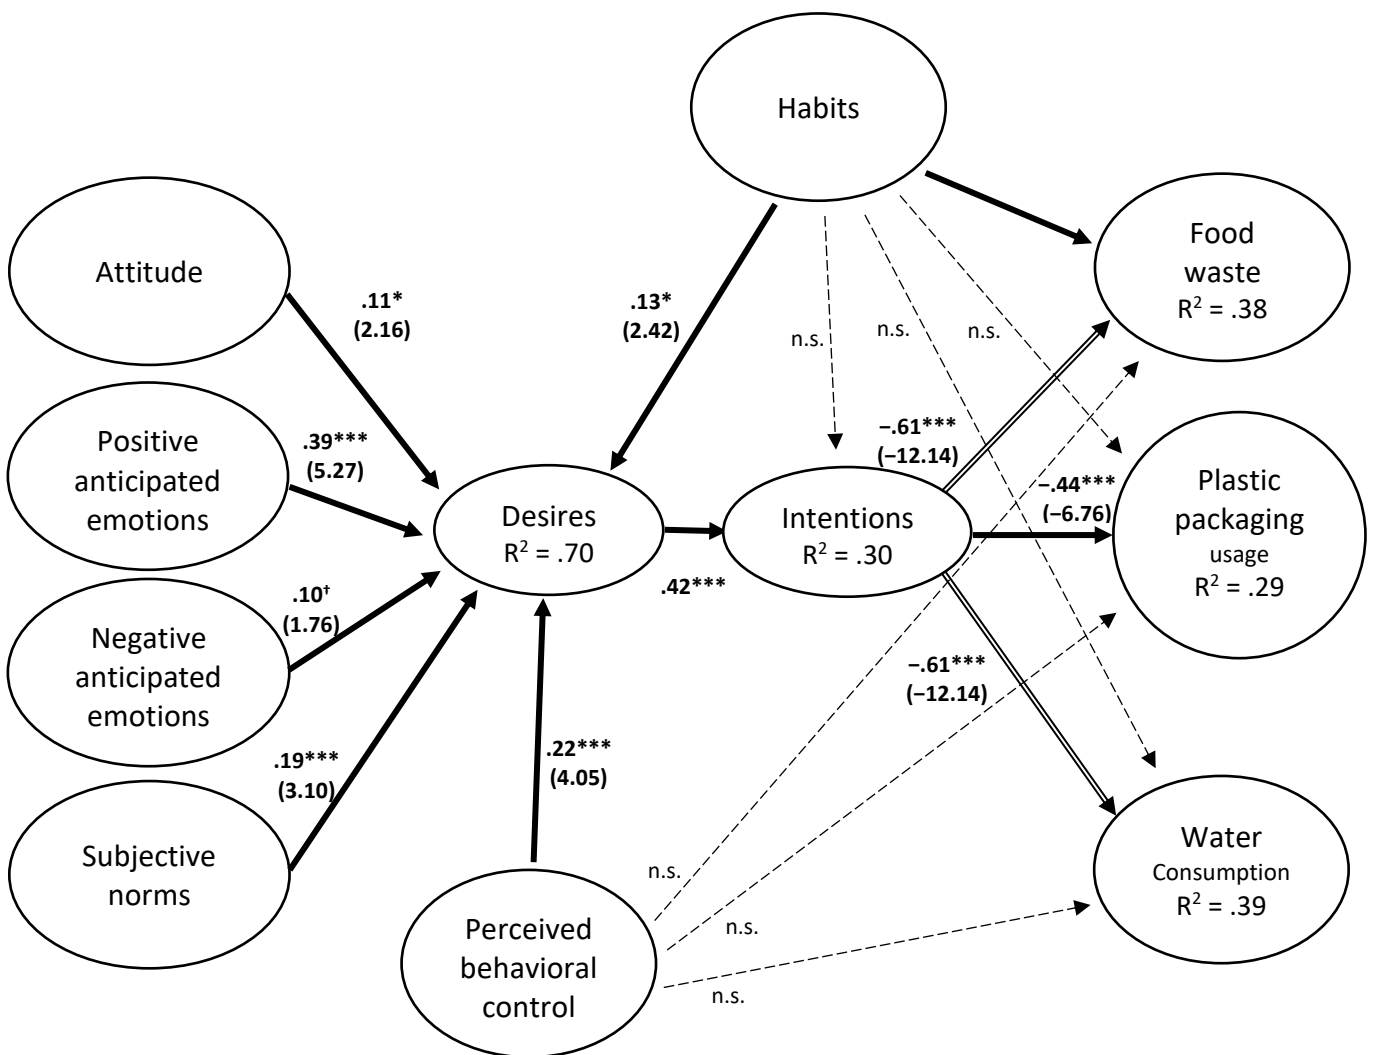 Habits
Food
waste
R² = .38
Attitude
.11*
(2.16)
.13*
(2.42)
n.s.
n.s.
n.s.
Positive
anticipated
emotions
.39***
(5.27)
−.61***
(−12.14)
Desires
R² = .70
Intentions
R² = .30
−.44***
(−6.76)
Plastic
packaging
usage
R² = .29
.42***
Negative
anticipated
emotions
.10†
(1.76)
−.61***
(−12.14)
.19***
(3.10)
.22***
(4.05)
Subjective
norms
Water
Consumption
R² = .39
n.s.
n.s.
n.s.
Perceived
behavioral
control